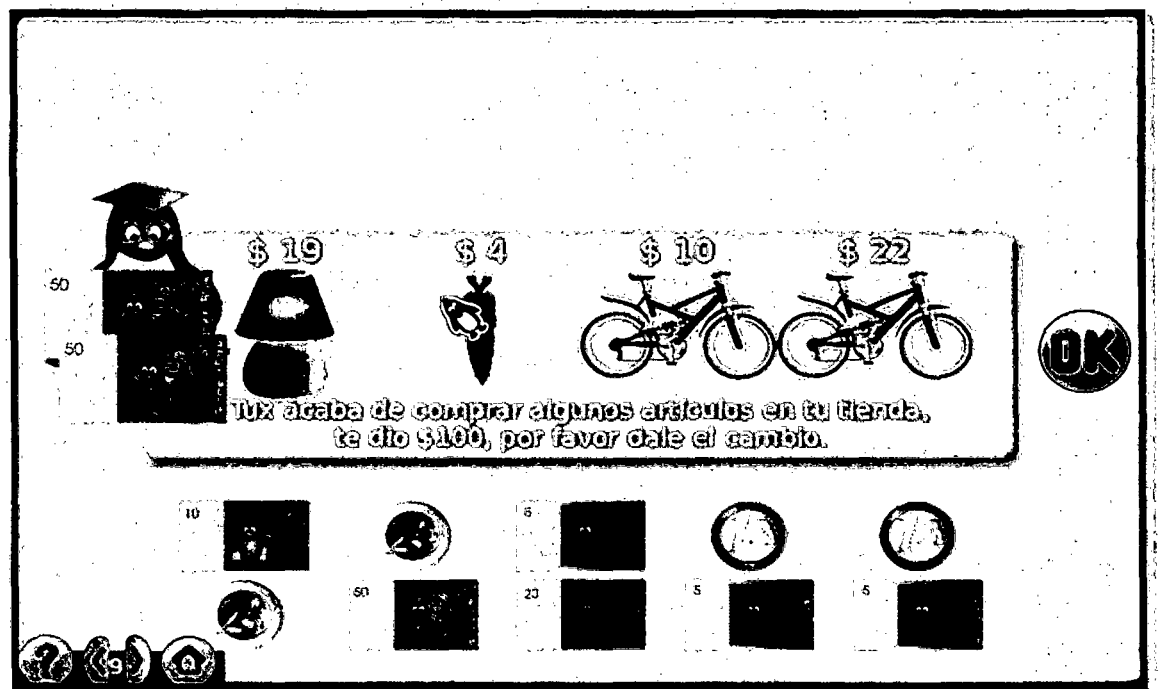 $ 19 $ 4 $ 10 $ 22
50
50
OK
Tux acaba de comprar algunos artículos en tu tienda,
te dio $100, por favor dale el cambio.
10 5
50 20 5 5
? 9